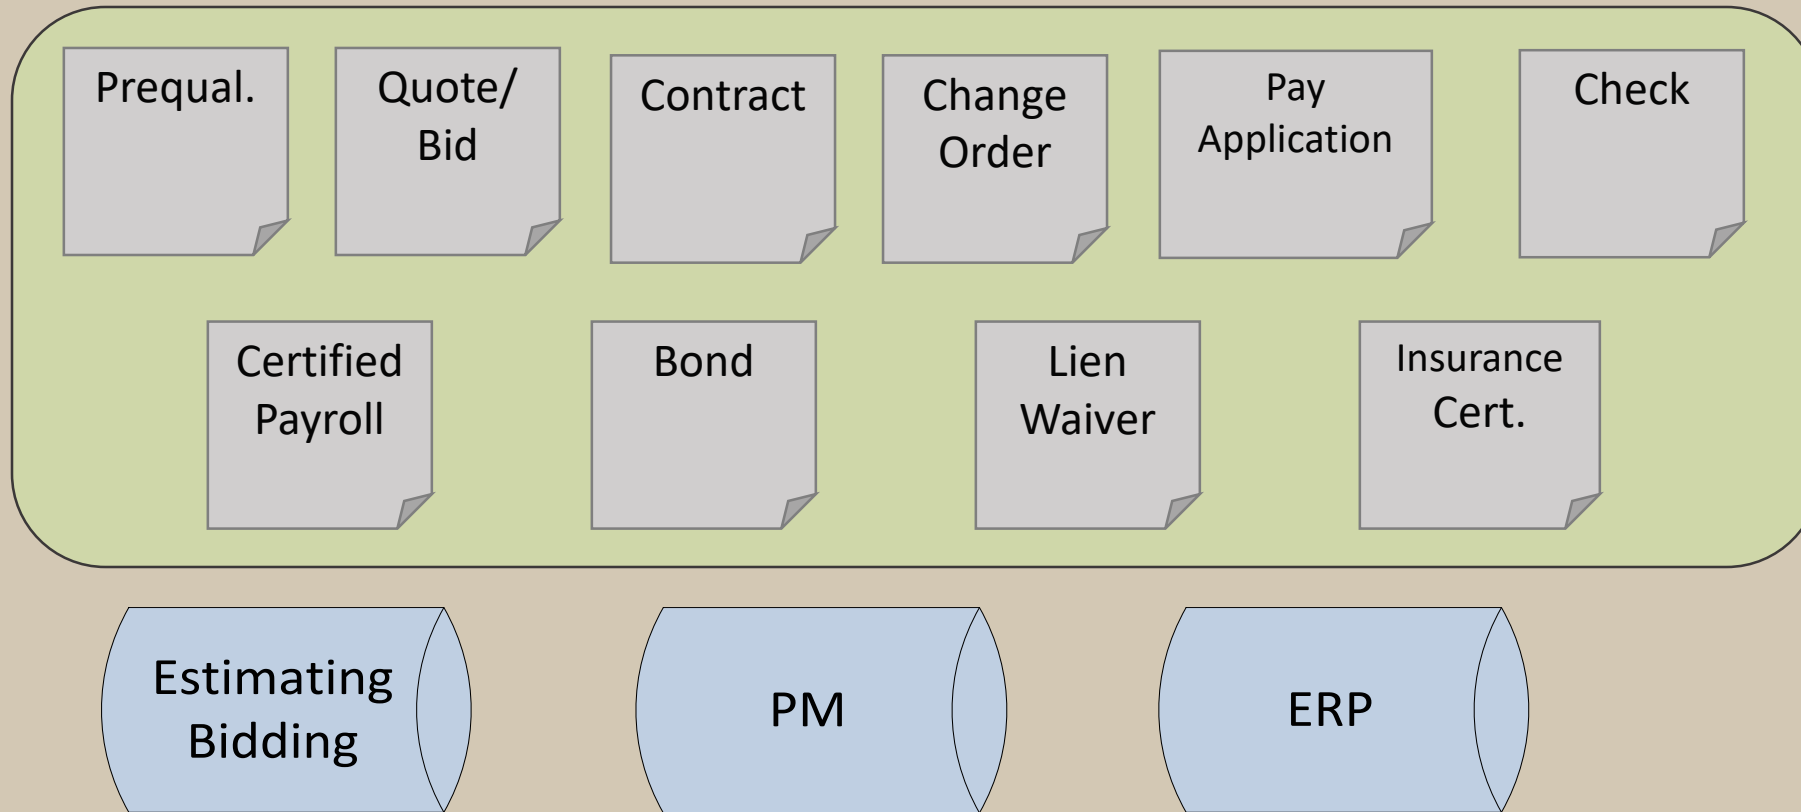 Prequal.
Quote/
Bid
Contract
Change
Order
Pay
Application
Check
Certified
Payroll
Bond
Lien
Waiver
Insurance
Cert.
Estimating
Bidding
PM
ERP